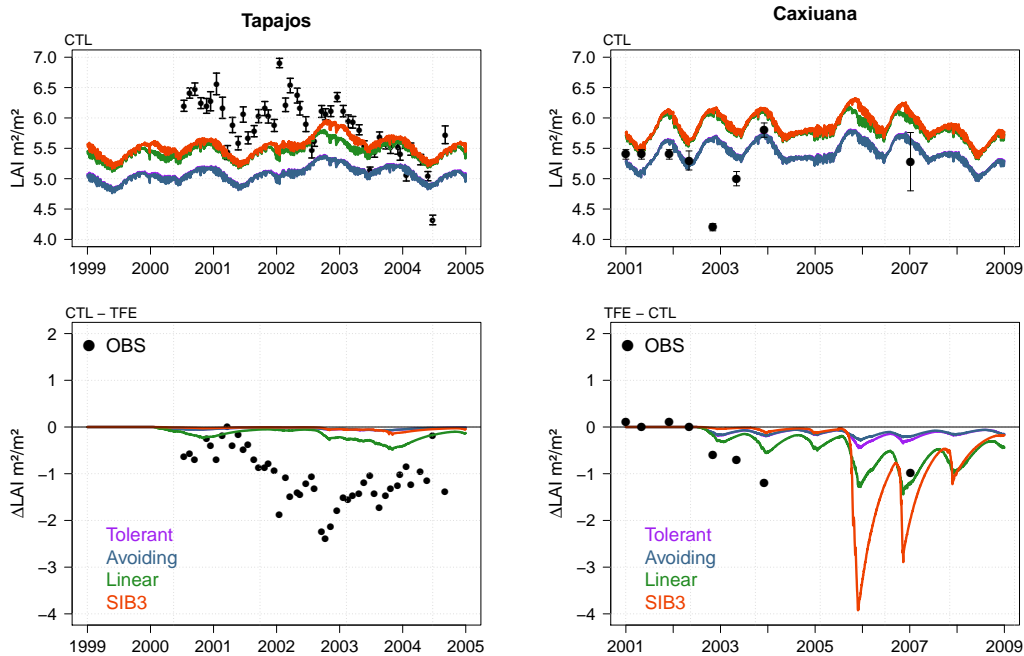 Tapajos
CTL
LAI m²/m²
7.0
6.5
6.0
5.5
5.0
4.5
4.0
1999 2000 2001 2002 2003 2004 2005
Caxiuana
CTL
LAI m²/m²
7.0
6.5
6.0
5.5
5.0
4.5
4.0
2001 2003 2005 2007 2009
CTL – TFE
ΔLAI m²/m²
2
1
0
−1
−2
−3
−4
OBS
Tolerant
Avoiding
Linear
SIB3
1999 2000 2001 2002 2003 2004 2005
TFE – CTL
ΔLAI m²/m²
2
1
0
−1
−2
−3
−4
OBS
Tolerant
Avoiding
Linear
SIB3
2001 2003 2005 2007 2009